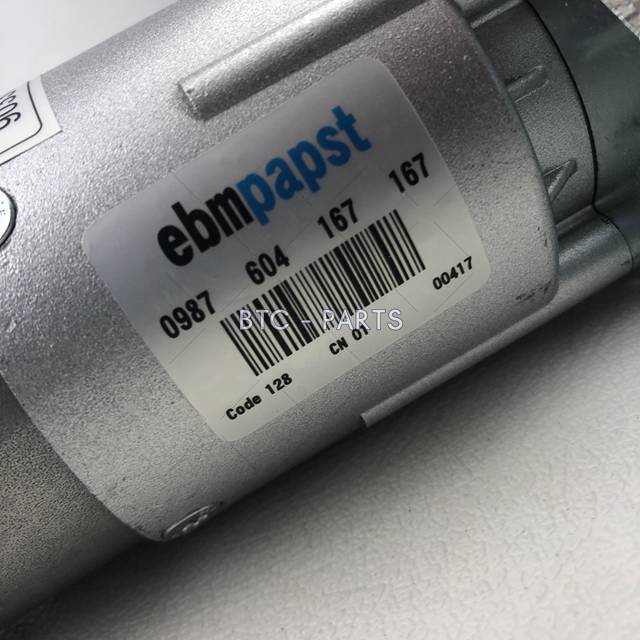 ebmpapst
0987 604 167 167
BTC - PARTS
Code 128 CN 01 00417